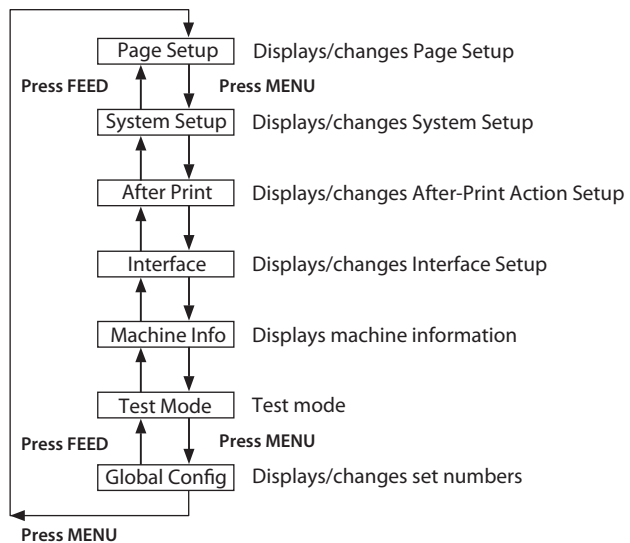 Page Setup Displays/changes Page Setup
Press FEED Press MENU
System Setup Displays/changes System Setup
After Print Displays/changes After-Print Action Setup
Interface Displays/changes Interface Setup
Machine Info Displays machine information
Test Mode Test mode
Press FEED Press MENU
Global Config Displays/changes set numbers
Press MENU